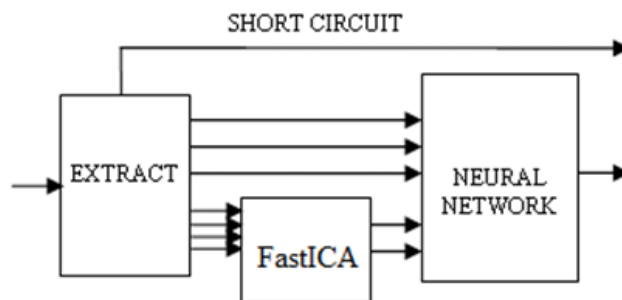 SHORT CIRCUIT
EXTRACT
NEURAL
NETWORK
FastICA